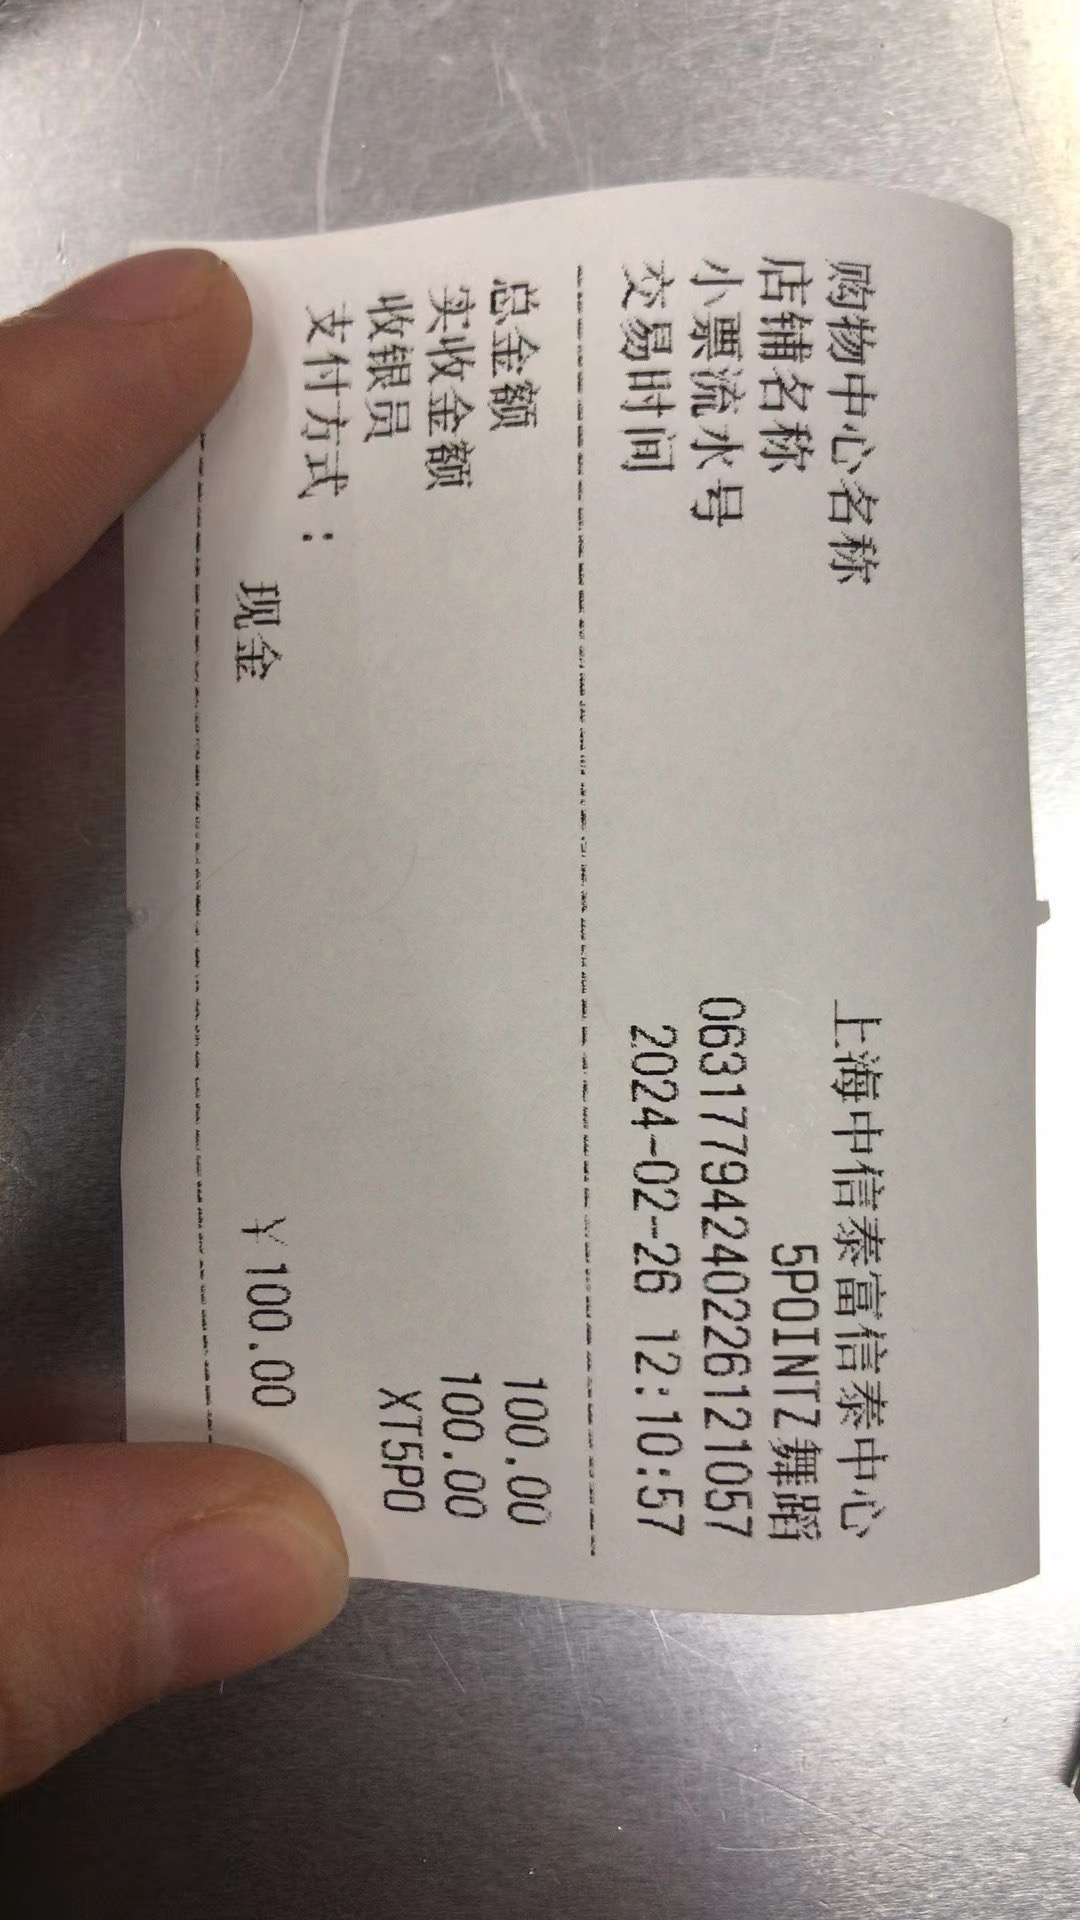 购物中心名称 上海中信泰富信泰中心
店铺名称 5POINTZ舞蹈
小票流水号 0631779424022612105​7
交易时间 2024-02-26 12:10:57
总金额 100.00
实收金额 100.00
收银员 XT5PO
支付方式：
现金 ￥100.00